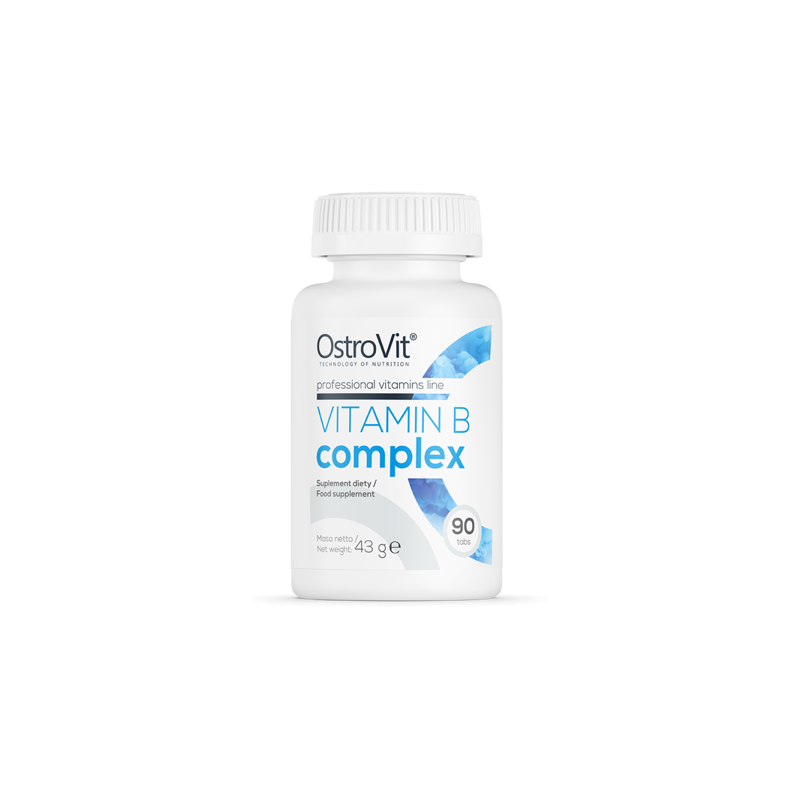 OstroVit®
TECHNOLOGY OF NUTRITION
professional vitamins line
VITAMIN B
complex
Suplement diety /
Food supplement
90
tabs
Masa netto /
Net weight: 43 g ℮